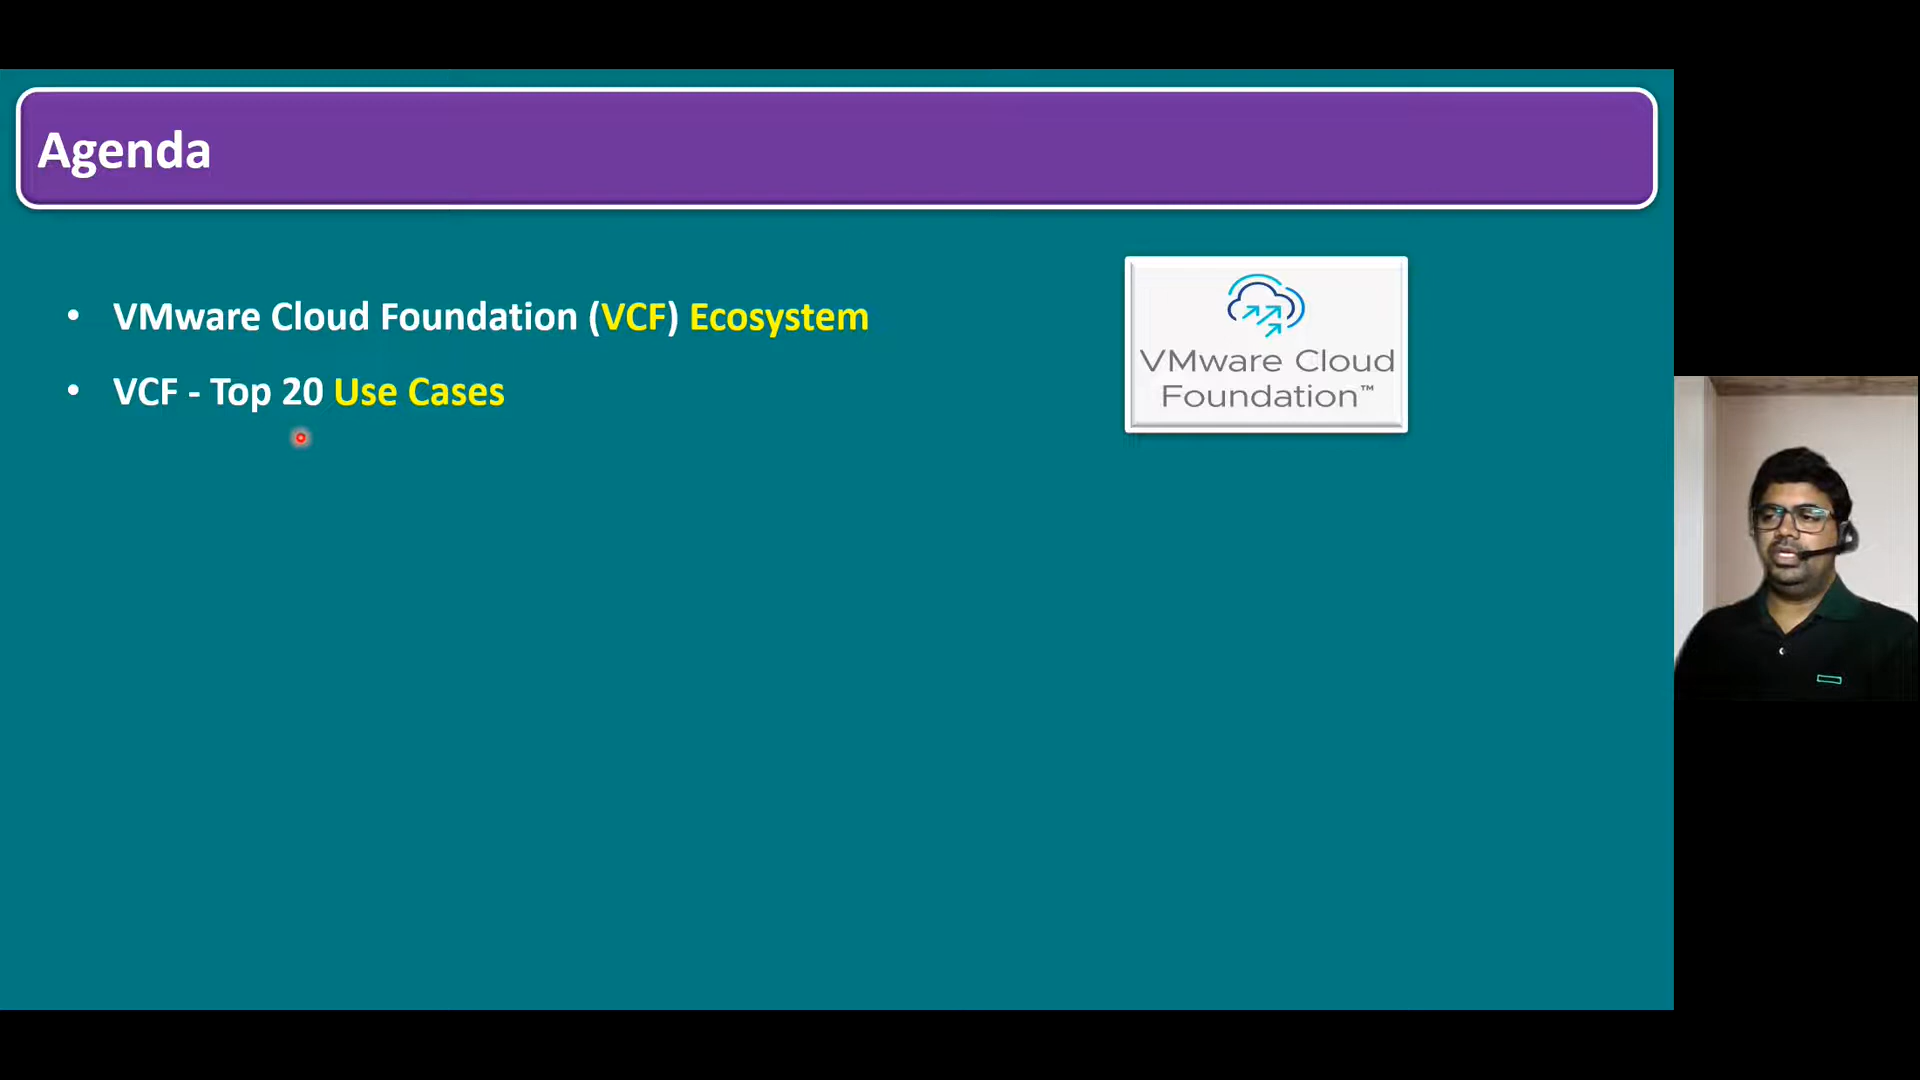 Agenda
• VMware Cloud Foundation (VCF) Ecosystem
• VCF - Top 20 Use Cases
VMware Cloud
Foundation™